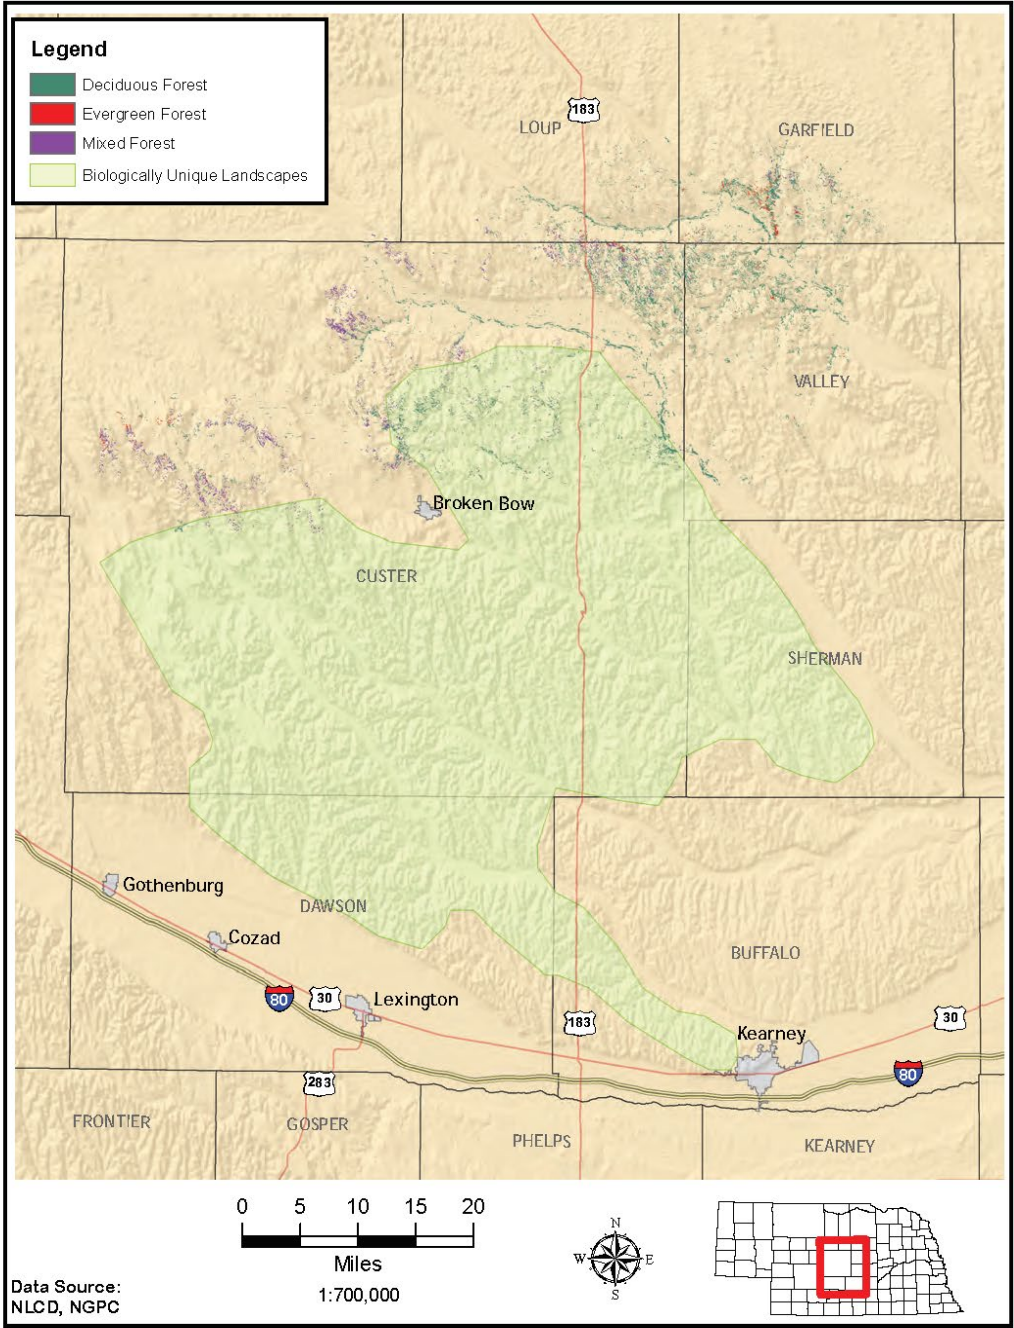 Legend
Deciduous Forest
Evergreen Forest
Mixed Forest
Biologically Unique Landscapes
183
LOUP
GARFIELD
VALLEY
Broken Bow
CUSTER
SHERMAN
Gothenburg
DAWSON
Cozad
BUFFALO
80
30
Lexington
183
30
Kearney
80
283
FRONTIER
GOSPER
PHELPS
KEARNEY
0 5 10 15 20
Miles
1:700,000
N
W E
S
Data Source:
NLCD, NGPC